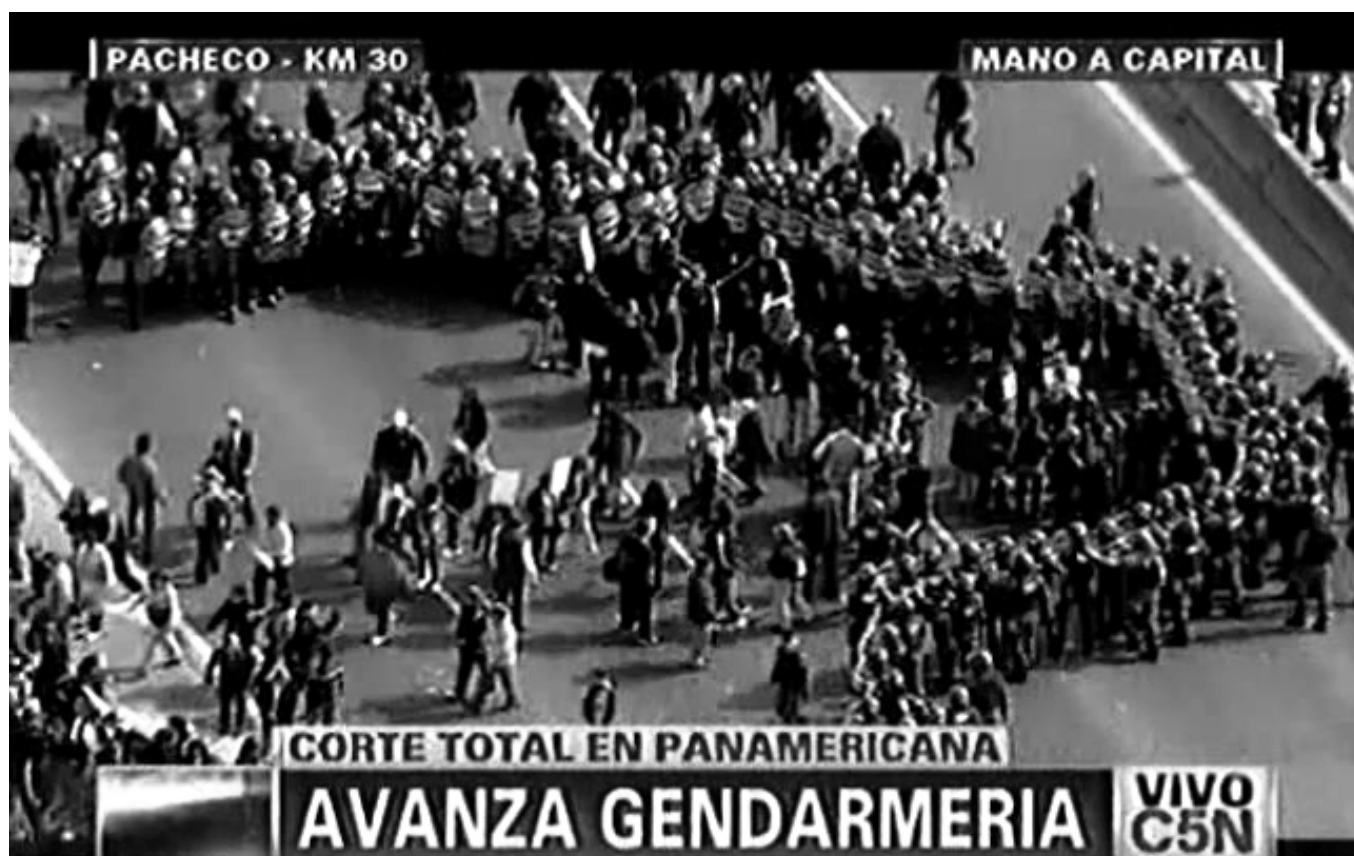 PACHECO - KM 30
MANO A CAPITAL
CORTE TOTAL EN PANAMERICANA
AVANZA GENDARMERIA
VIVO
C5N